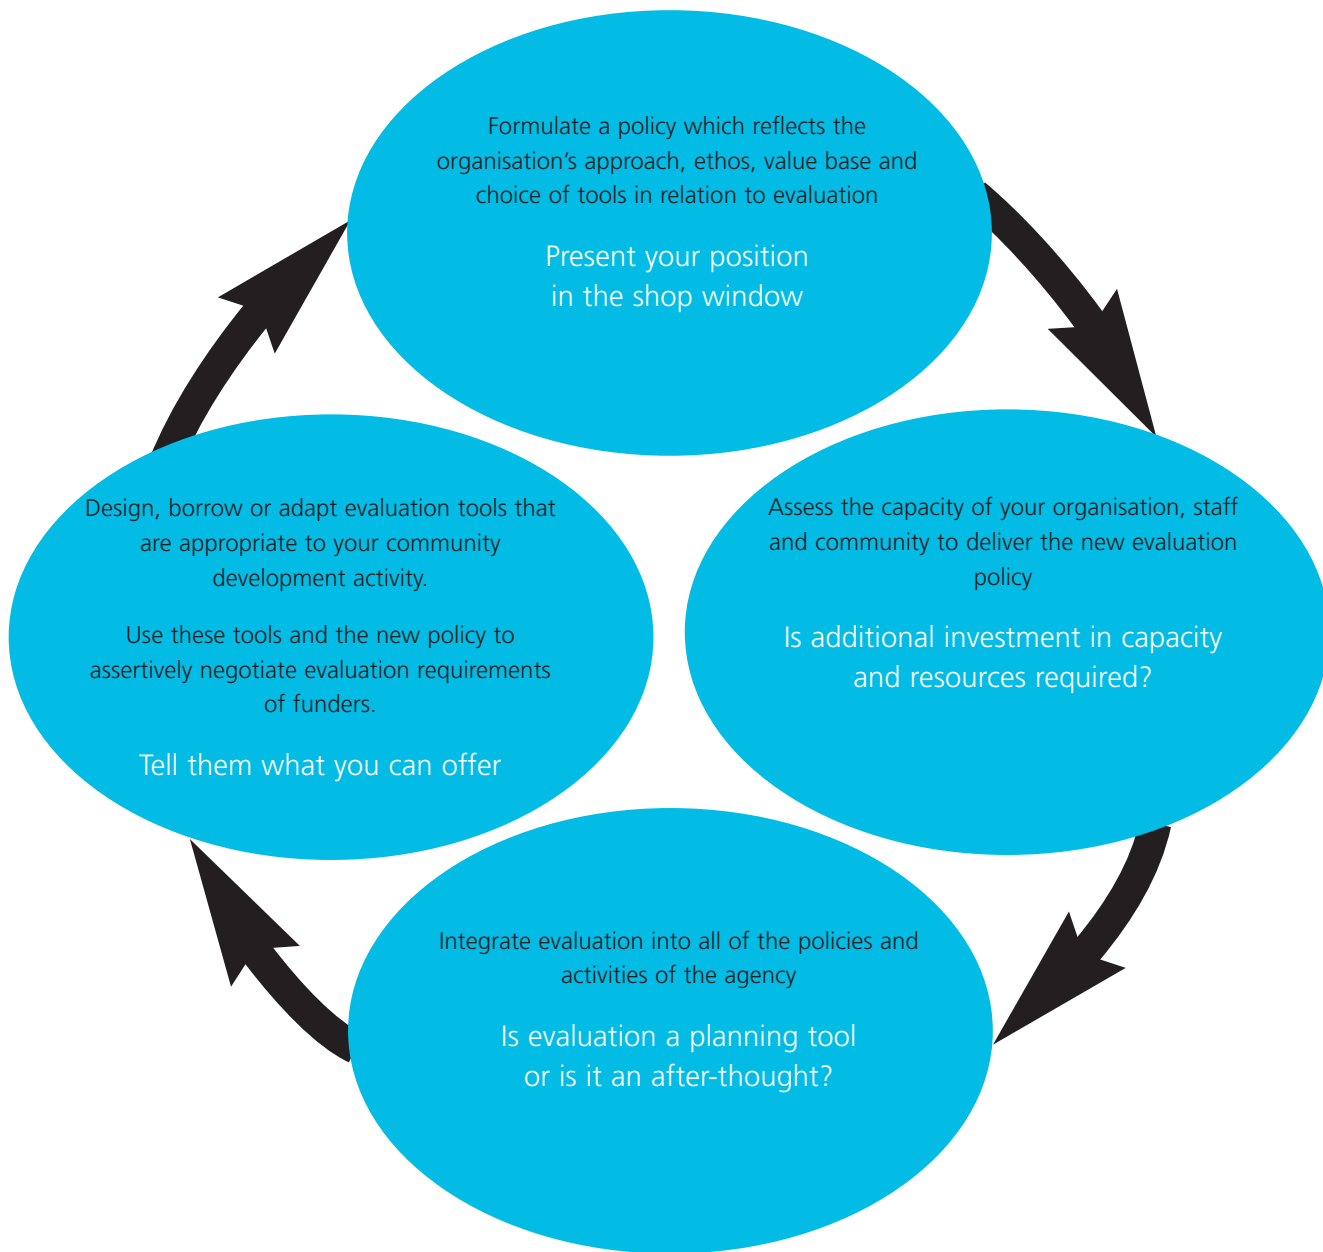 Formulate a policy which reflects the
organisation’s approach, ethos, value base and
choice of tools in relation to evaluation
Present your position
in the shop window
Design, borrow or adapt evaluation tools that
are appropriate to your community
development activity.
Use these tools and the new policy to
assertively negotiate evaluation requirements
of funders.
Tell them what you can offer
Assess the capacity of your organisation, staff
and community to deliver the new evaluation
policy
Is additional investment in capacity
and resources required?
Integrate evaluation into all of the policies and
activities of the agency
Is evaluation a planning tool
or is it an after-thought?